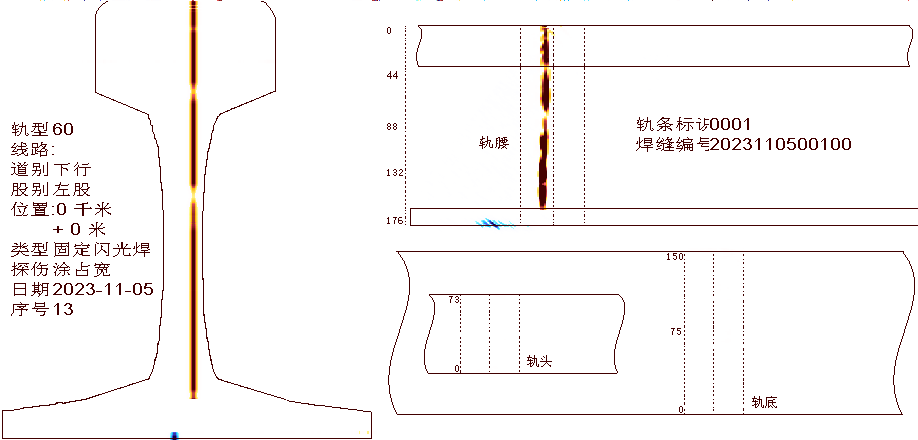 轨型60
线路:
道别下行
股别左股
位置:0 千米
+ 0 米
类型固定闪光焊
探伤涂占宽
日期2023-11-05
序号13
0
44
88
132
176
轨腰
轨条标识0001
焊缝编号2023110500100
73
0
轨头
150
75
0
轨底